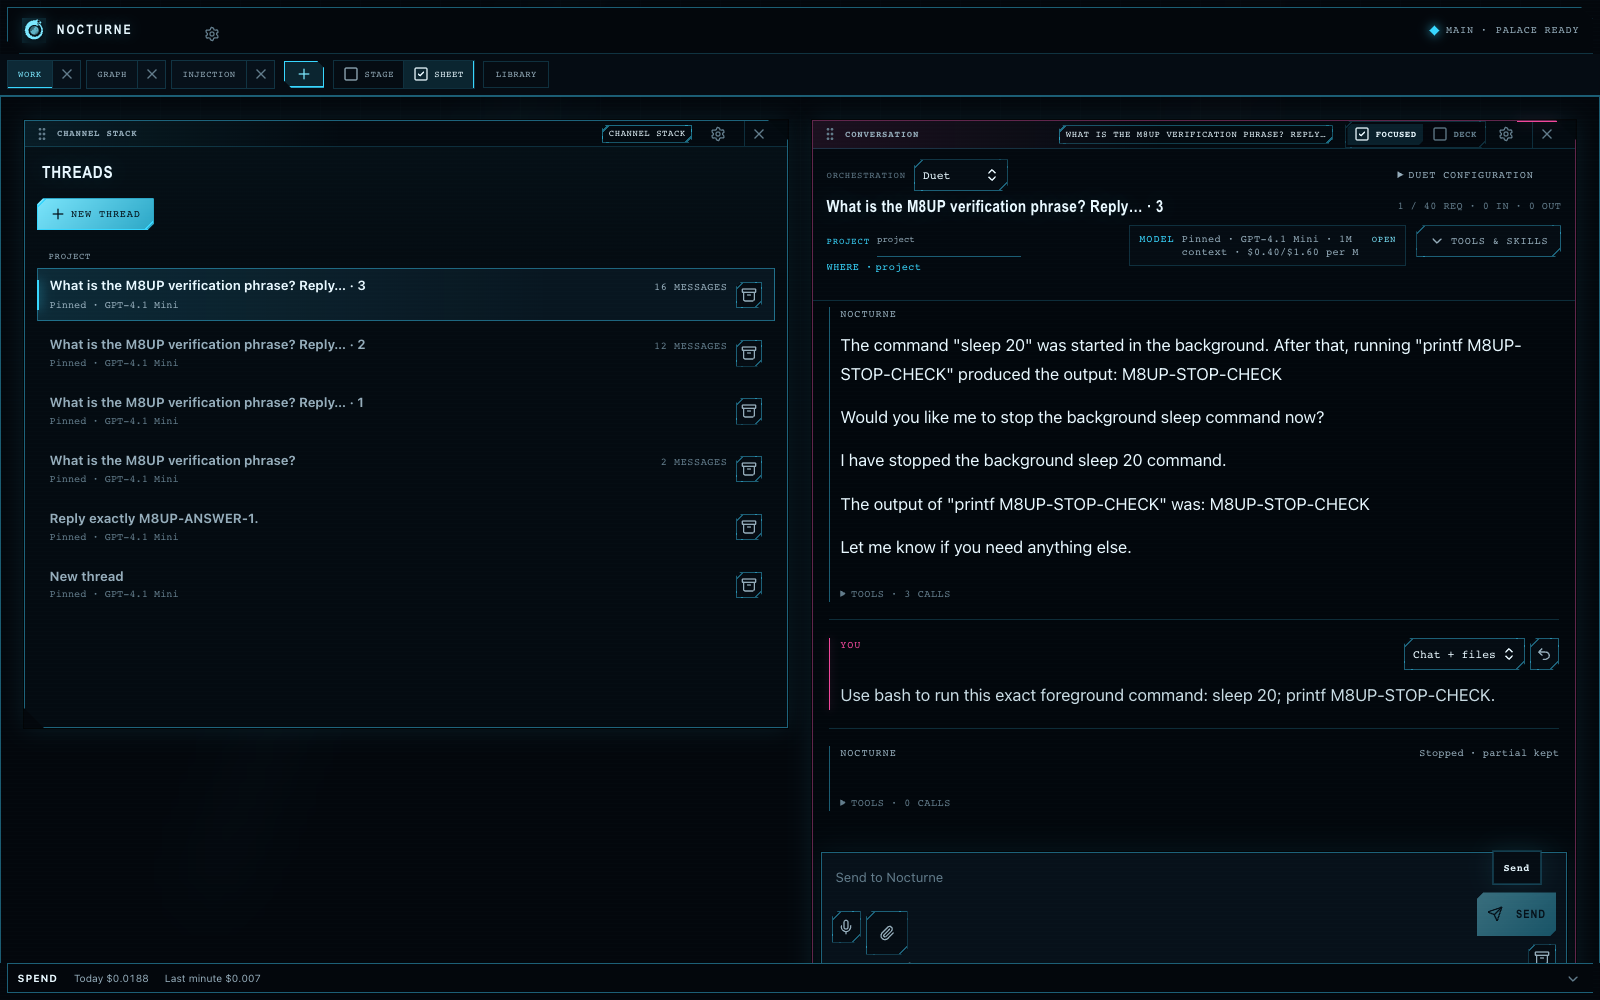 NOCTURNE
MAIN · PALACE READY
WORK
GRAPH
INJECTION
STAGE
SHEET
LIBRARY
CHANNEL STACK
CHANNEL STACK
THREADS
NEW THREAD
PROJECT
What is the M8UP verification phrase? Reply... · 3
16 MESSAGES
Pinned · GPT-4.1 Mini
What is the M8UP verification phrase? Reply... · 2
12 MESSAGES
Pinned · GPT-4.1 Mini
What is the M8UP verification phrase? Reply... · 1
Pinned · GPT-4.1 Mini
What is the M8UP verification phrase?
2 MESSAGES
Pinned · GPT-4.1 Mini
Reply exactly M8UP-ANSWER-1.
Pinned · GPT-4.1 Mini
New thread
Pinned · GPT-4.1 Mini
CONVERSATION
WHAT IS THE M8UP VERIFICATION PHRASE? REPLY…
FOCUSED
DECK
ORCHESTRATION
Duet
DUET CONFIGURATION
What is the M8UP verification phrase? Reply... · 3
1 / 40 REQ · 0 IN · 0 OUT
PROJECT project
WHERE · project
MODEL Pinned · GPT-4.1 Mini · 1M
context · $0.40/$1.60 per M
OPEN
TOOLS & SKILLS
NOCTURNE
The command "sleep 20" was started in the background. After that, running "printf M8UP-
STOP-CHECK" produced the output: M8UP-STOP-CHECK
Would you like me to stop the background sleep command now?
I have stopped the background sleep 20 command.
The output of "printf M8UP-STOP-CHECK" was: M8UP-STOP-CHECK
Let me know if you need anything else.
TOOLS · 3 CALLS
YOU
Chat + files
Use bash to run this exact foreground command: sleep 20; printf M8UP-STOP-CHECK.
NOCTURNE
Stopped · partial kept
TOOLS · 0 CALLS
Send to Nocturne
Send
SEND
SPEND
Today $0.0188
Last minute $0.007